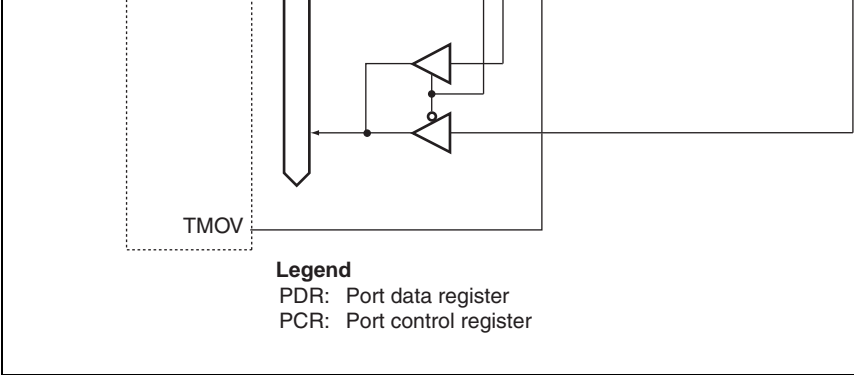 TMOV
Legend
PDR: Port data register
PCR: Port control register